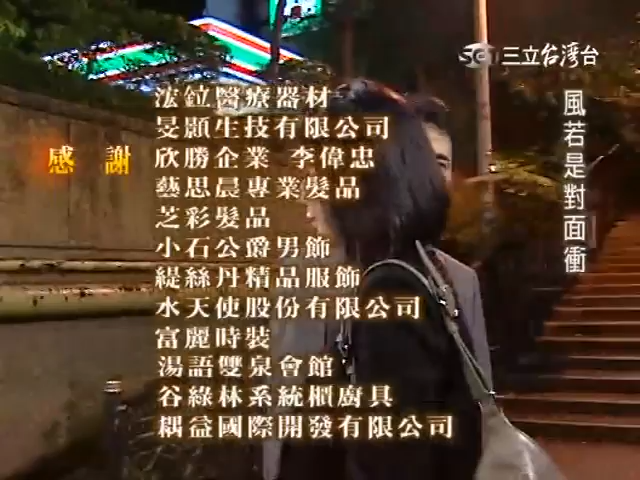 SET三立台灣台
風若是對面衝
感謝
浤鉝醫療器材
旻顥生技有限公司
欣勝企業 李偉忠
藝思晨專業髮品
芝彩髮品
小石公爵男飾
緹絲丹精品服飾
水天使股份有限公司
富麗時裝
湯語雙泉會館
谷綠林系統櫃廚具
耦益國際開發有限公司